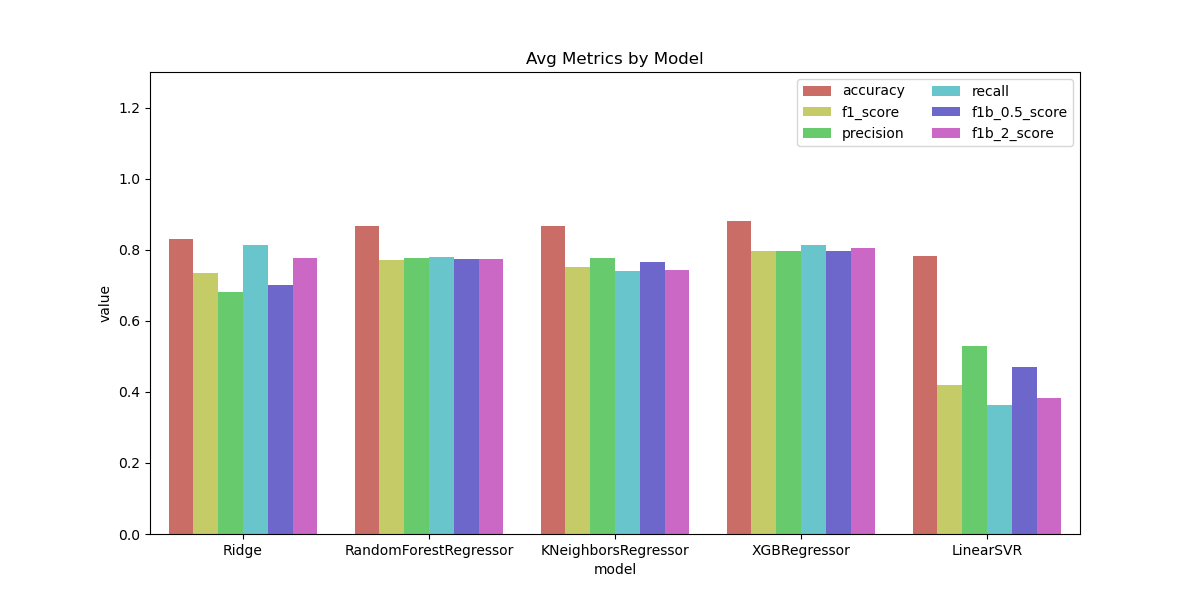 Avg Metrics by Model
accuracy
f1_score
precision
recall
f1b_0.5_score
f1b_2_score
value
1.2
1.0
0.8
0.6
0.4
0.2
0.0
Ridge
RandomForestRegressor
KNeighborsRegressor
XGBRegressor
LinearSVR
model